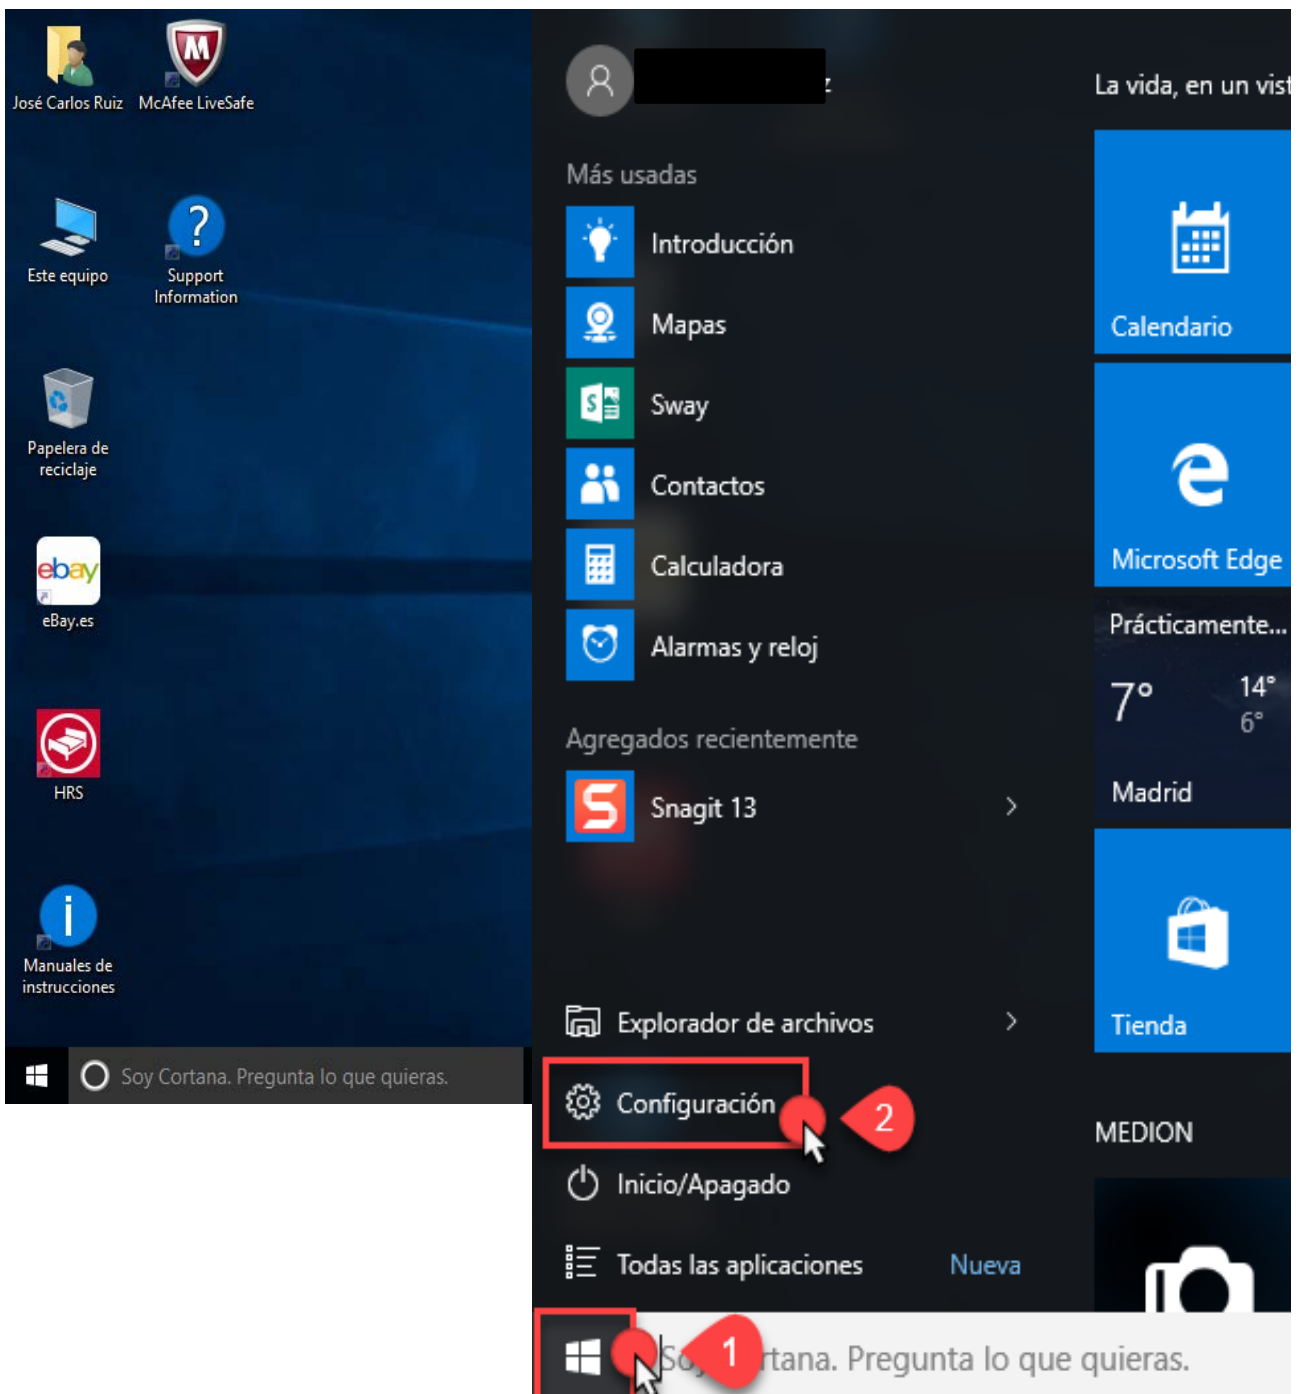 José Carlos Ruiz
McAfee LiveSafe
Este equipo
Support
Information
Papelera de
reciclaje
ebay
eBay.es
HRS
Manuales de
instrucciones
Soy Cortana. Pregunta lo que quieras.
La vida, en un vist
Más usadas
Introducción
Mapas
Sway
Contactos
Calculadora
Alarmas y reloj
Agregados recientemente
Snagit 13
Explorador de archivos
Configuración
2
Inicio/Apagado
Todas las aplicaciones
Nueva
1
Pregunta lo que quieras.
Calendario
Microsoft Edge
Prácticamente...
7°
14°
6°
Madrid
Tienda
MEDION